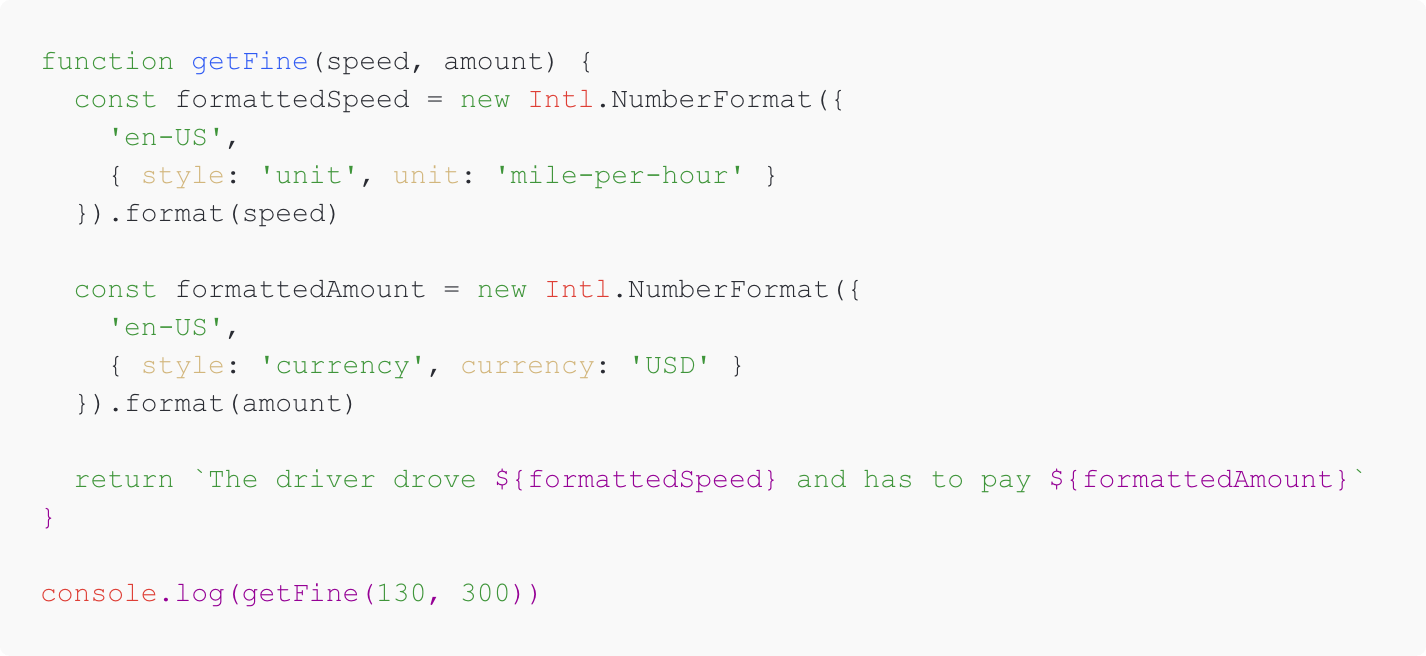 function getFine(speed, amount) {
  const formattedSpeed = new Intl.NumberFormat({
    'en-US',
    { style: 'unit', unit: 'mile-per-hour' }
  }).format(speed)

  const formattedAmount = new Intl.NumberFormat({
    'en-US',
    { style: 'currency', currency: 'USD' }
  }).format(amount)

  return `The driver drove ${formattedSpeed} and has to pay ${formattedAmount}`
}

console.log(getFine(130, 300))